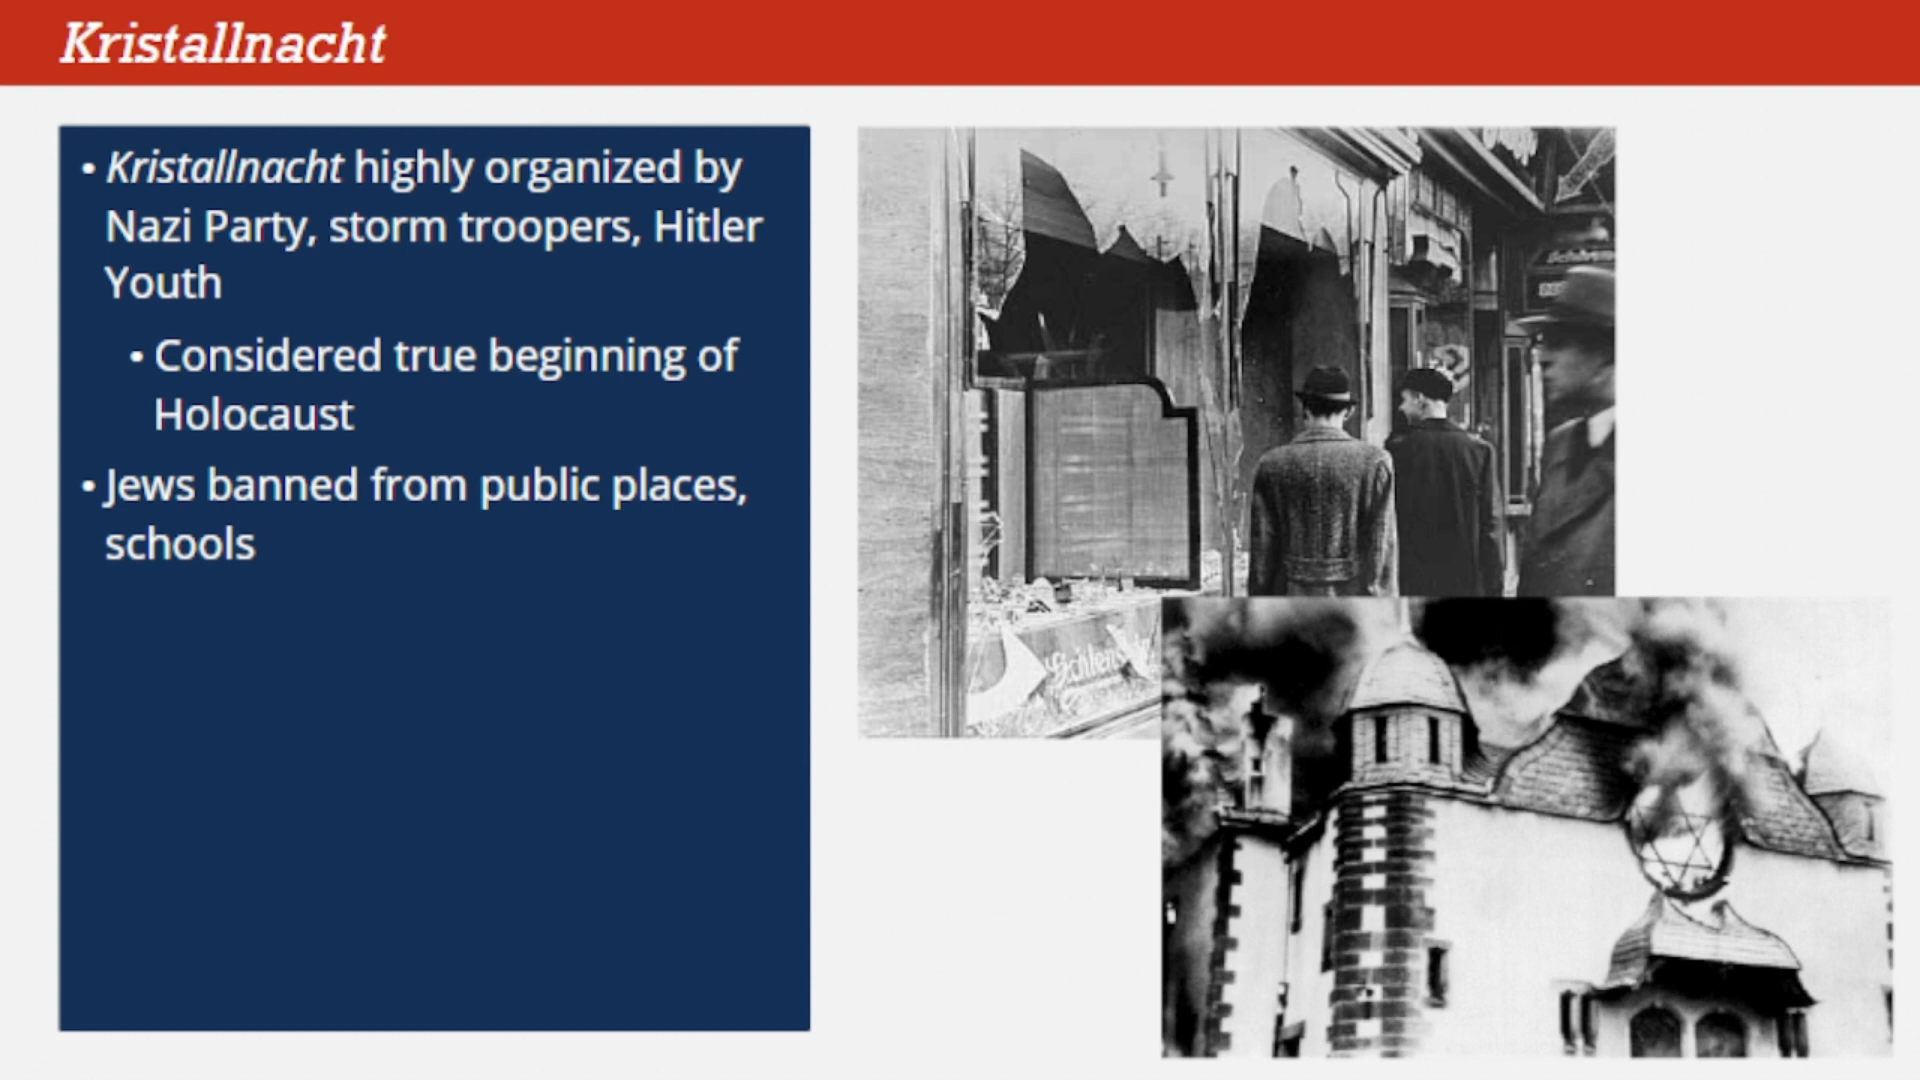 Kristallnacht
• Kristallnacht highly organized by
Nazi Party, storm troopers, Hitler
Youth
• Considered true beginning of
Holocaust
• Jews banned from public places,
schools